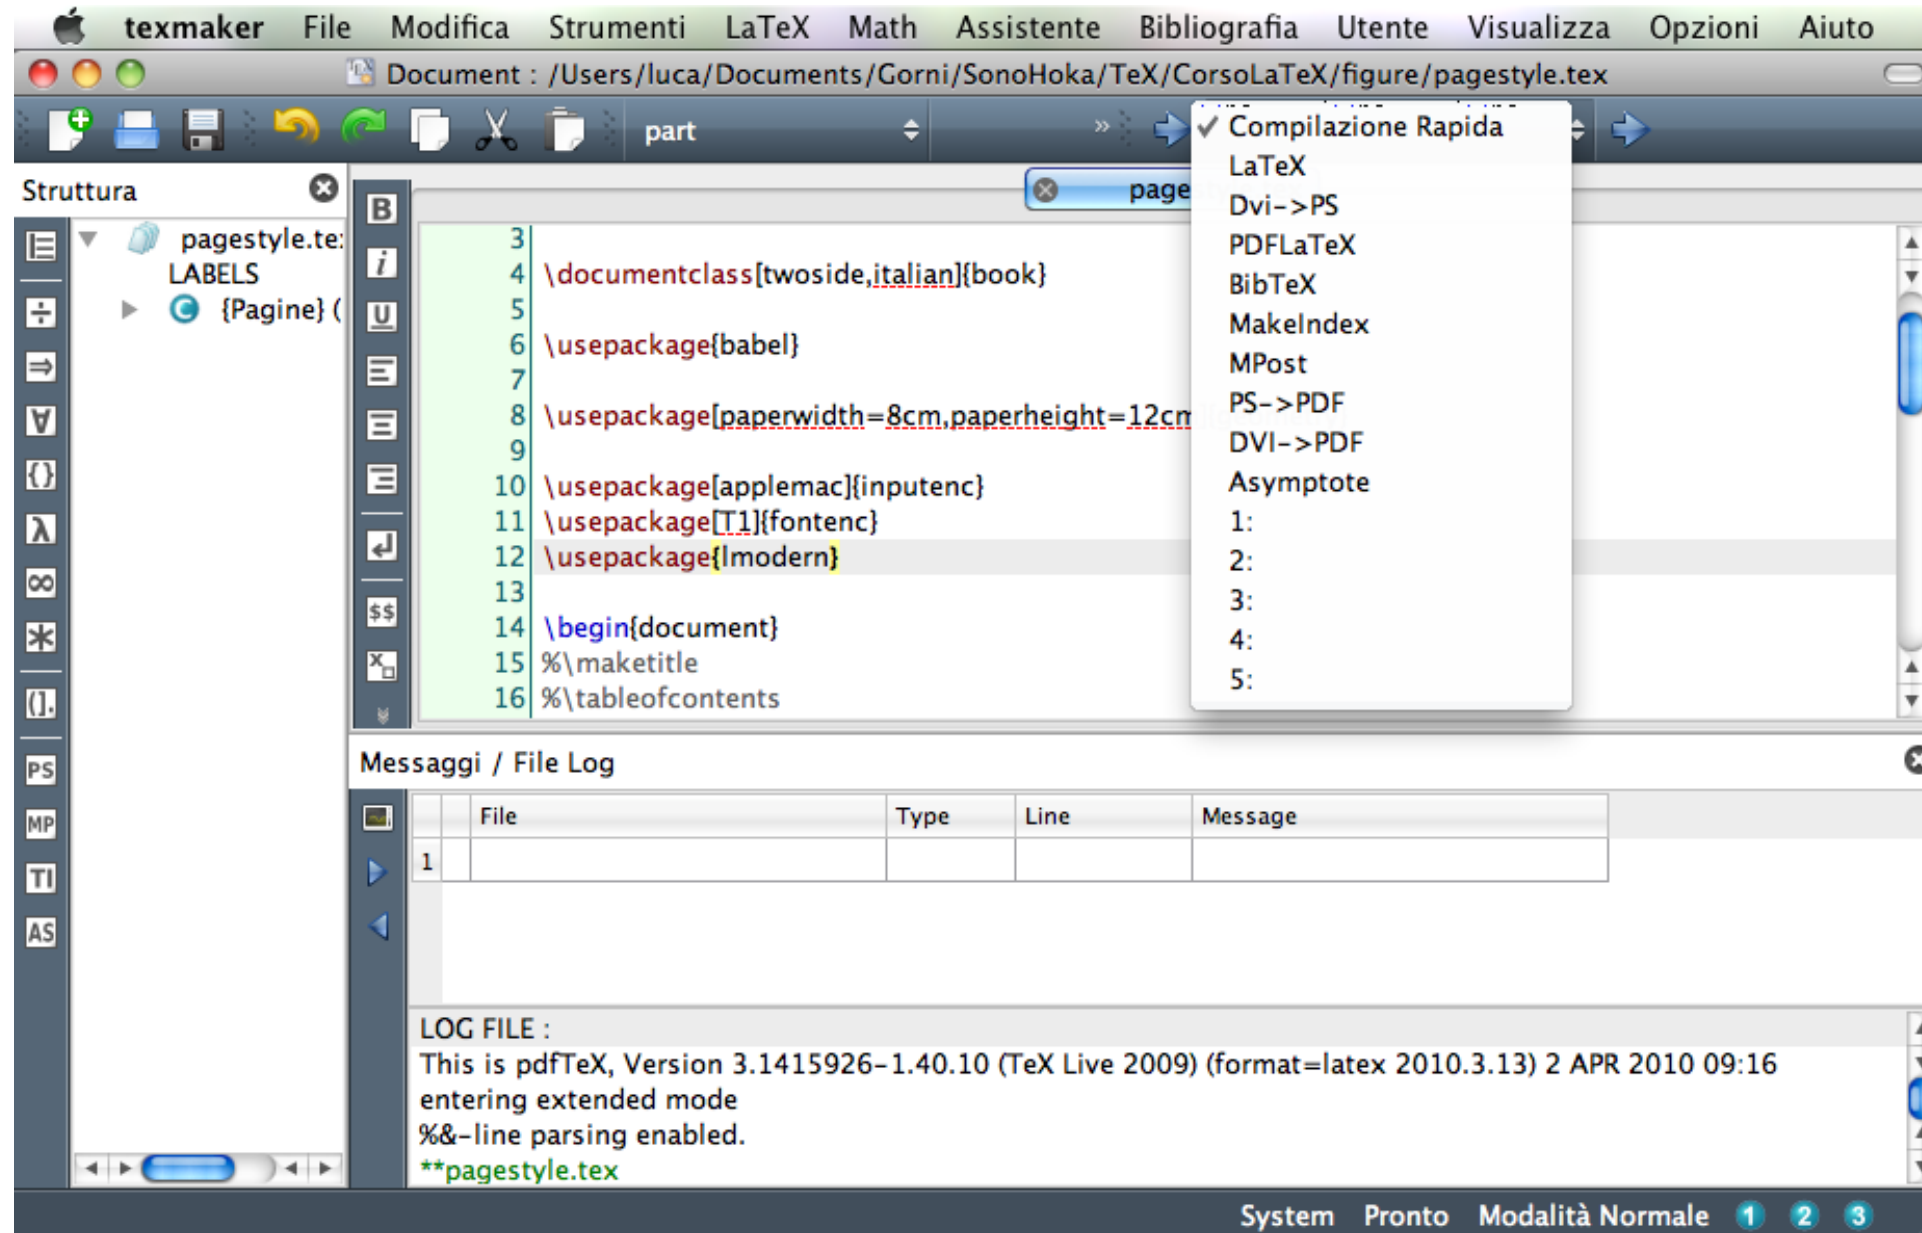 texmaker File Modifica Strumenti LaTeX Math Assistente Bibliografia Utente Visualizza Opzioni Aiuto
Document : /Users/luca/Documents/Gorni/SonoHoka/TeX/CorsoLaTeX/figure/pagestyle.tex
part
»
✓ Compilazione Rapida
LaTeX
Dvi->PS
PDFLaTeX
BibTeX
MakeIndex
MPost
PS->PDF
DVI->PDF
Asymptote
1:
2:
3:
4:
5:
Struttura
pagestyle.te
LABELS
{Pagine} (
page
3
4 \documentclass[twoside,italian]{book}
5
6 \usepackage{babel}
7
8 \usepackage[paperwidth=8cm,paperheight=12cm
9
10 \usepackage[applemac]{inputenc}
11 \usepackage[T1]{fontenc}
12 \usepackage{lmodern}
13
14 \begin{document}
15 %\maketitle
16 %\tableofcontents
B
i
U
$$
PS
MP
TI
AS
Messaggi / File Log
File Type Line Message
1
LOG FILE :
This is pdfTeX, Version 3.1415926-1.40.10 (TeX Live 2009) (format=latex 2010.3.13) 2 APR 2010 09:16
entering extended mode
%&-line parsing enabled.
**pagestyle.tex
System Pronto Modalità Normale 1 2 3